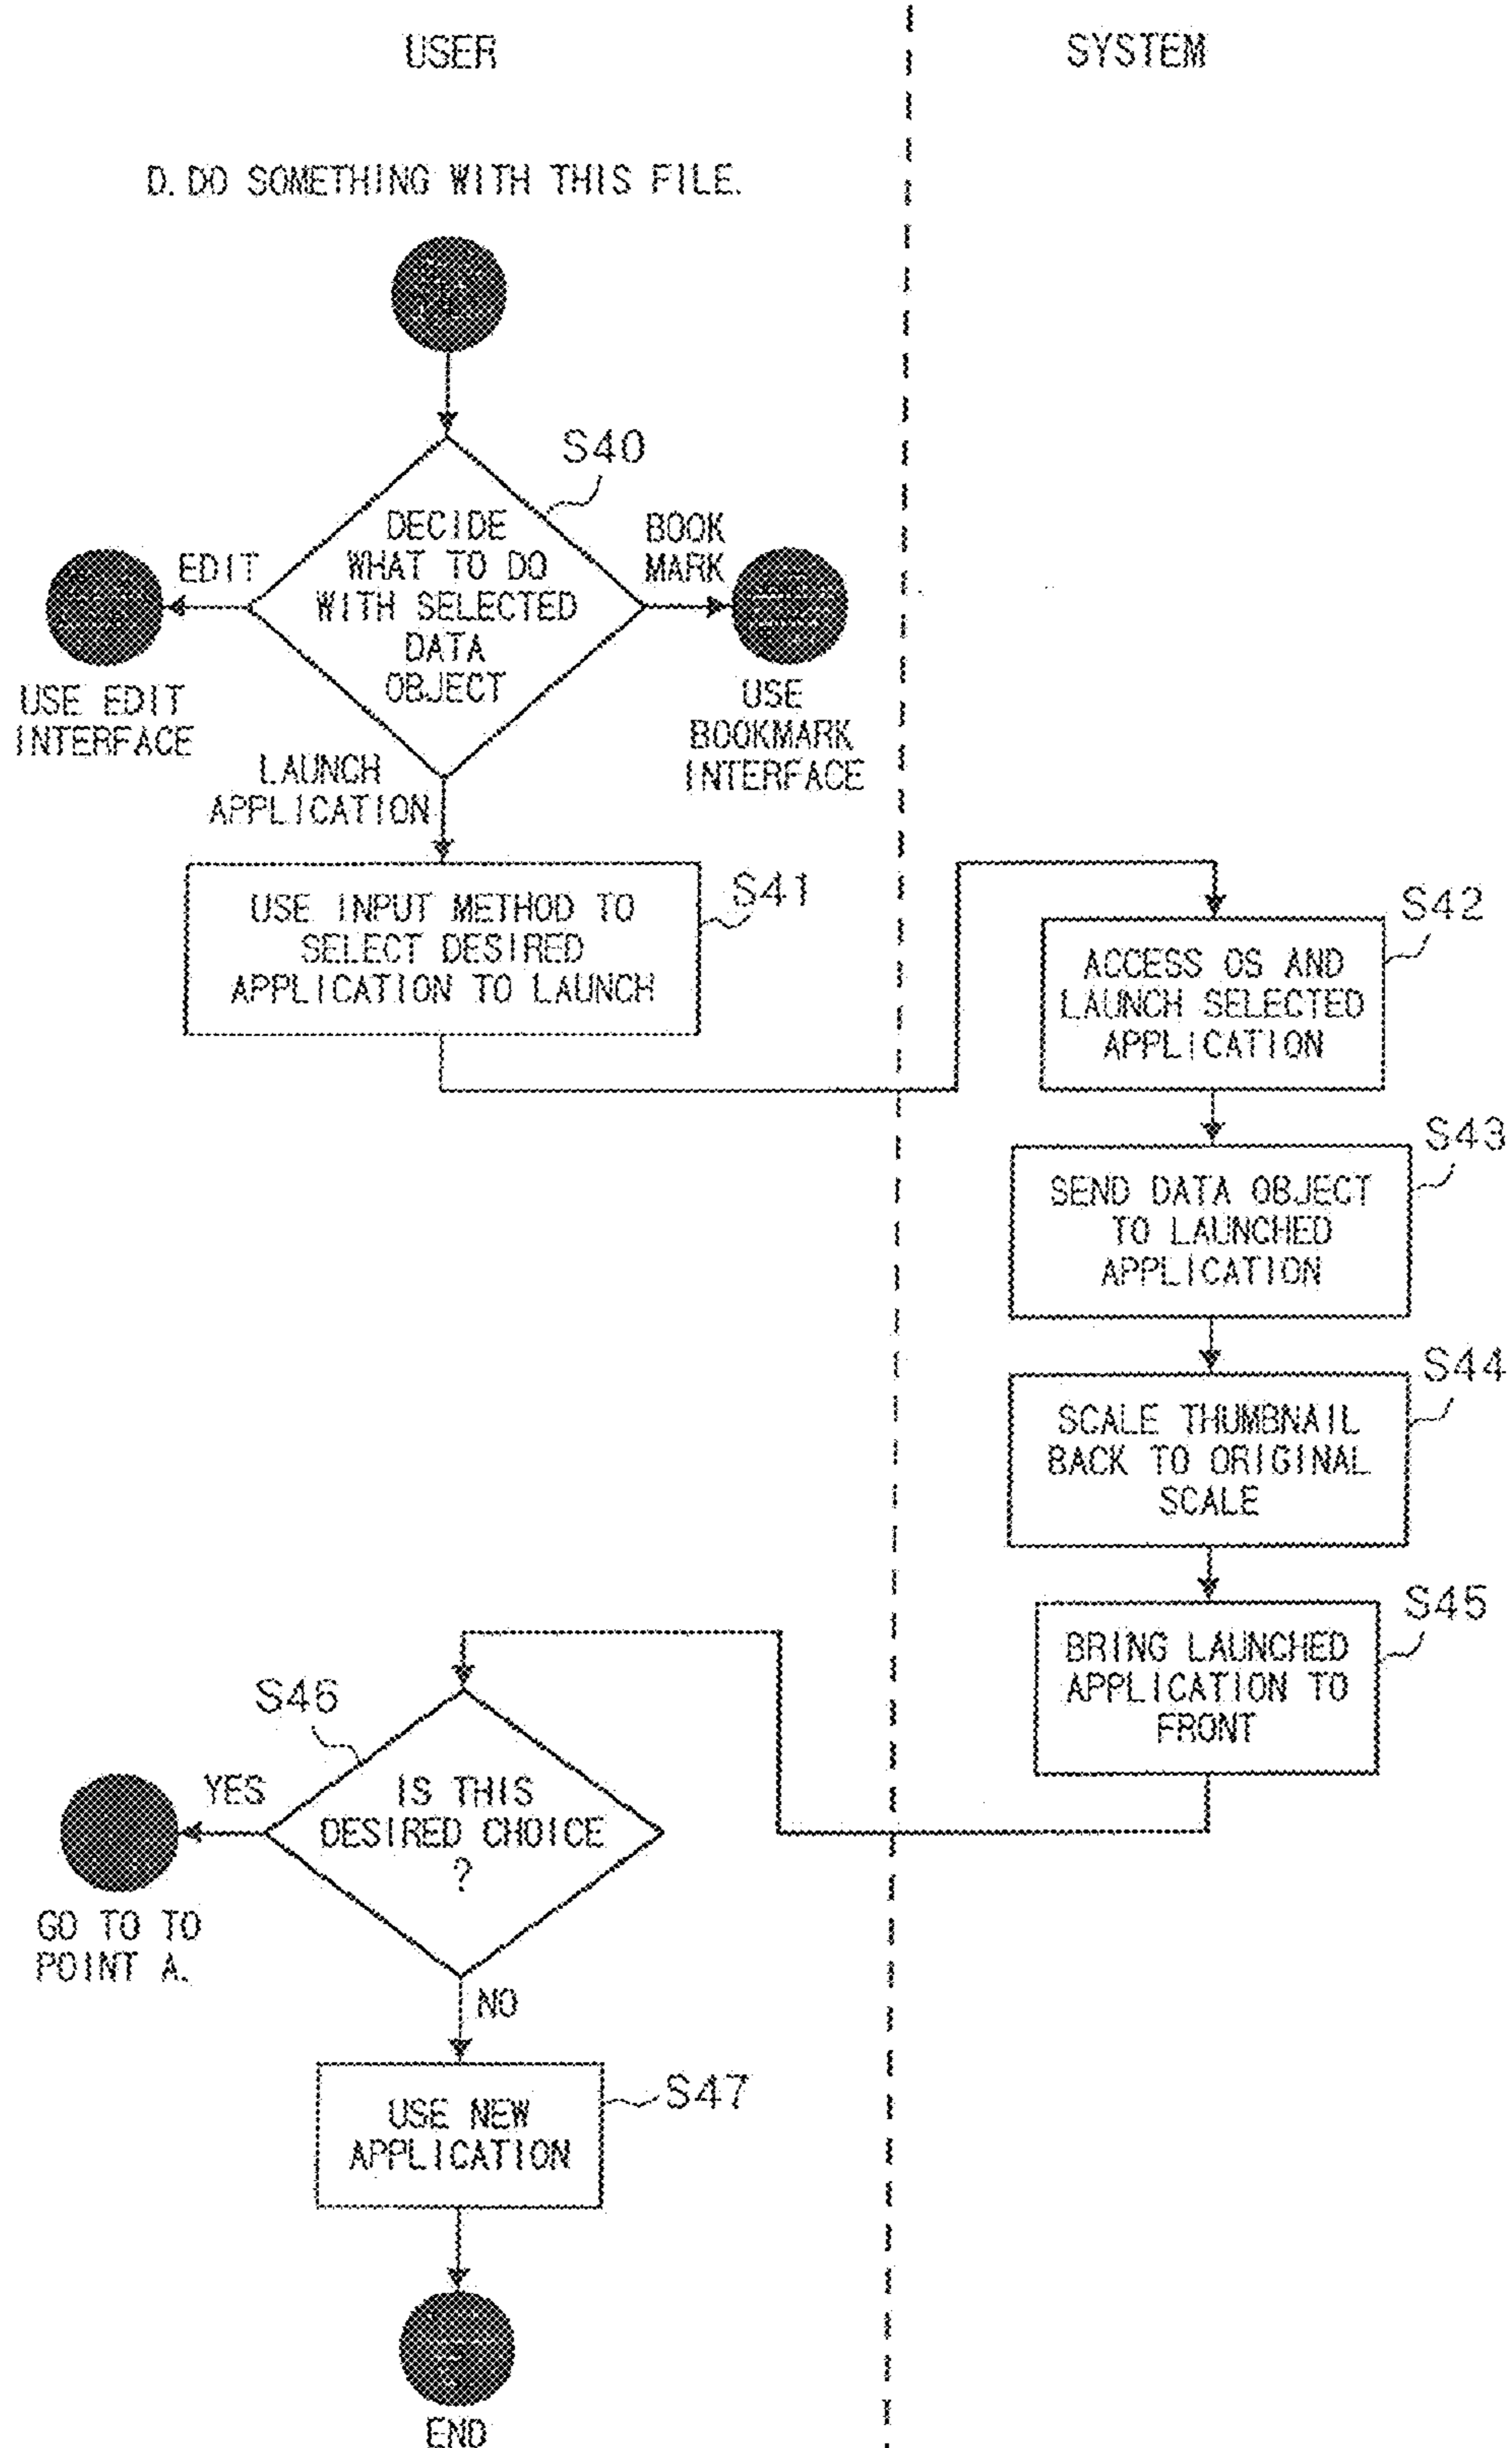 USER
SYSTEM
D. DO SOMETHING WITH THIS FILE.
S40
DECIDE
WHAT TO DO
WITH SELECTED
DATA
OBJECT
EDIT
USE EDIT
INTERFACE
BOOK
MARK
USE
BOOKMARK
INTERFACE
LAUNCH
APPLICATION
S41
USE INPUT METHOD TO
SELECT DESIRED
APPLICATION TO LAUNCH
S42
ACCESS OS AND
LAUNCH SELECTED
APPLICATION
S43
SEND DATA OBJECT
TO LAUNCHED
APPLICATION
S44
SCALE THUMBNAIL
BACK TO ORIGINAL
SCALE
S45
BRING LAUNCHED
APPLICATION TO
FRONT
S46
IS THIS
DESIRED CHOICE
?
YES
GO TO TO
POINT A.
NO
S47
USE NEW
APPLICATION
END